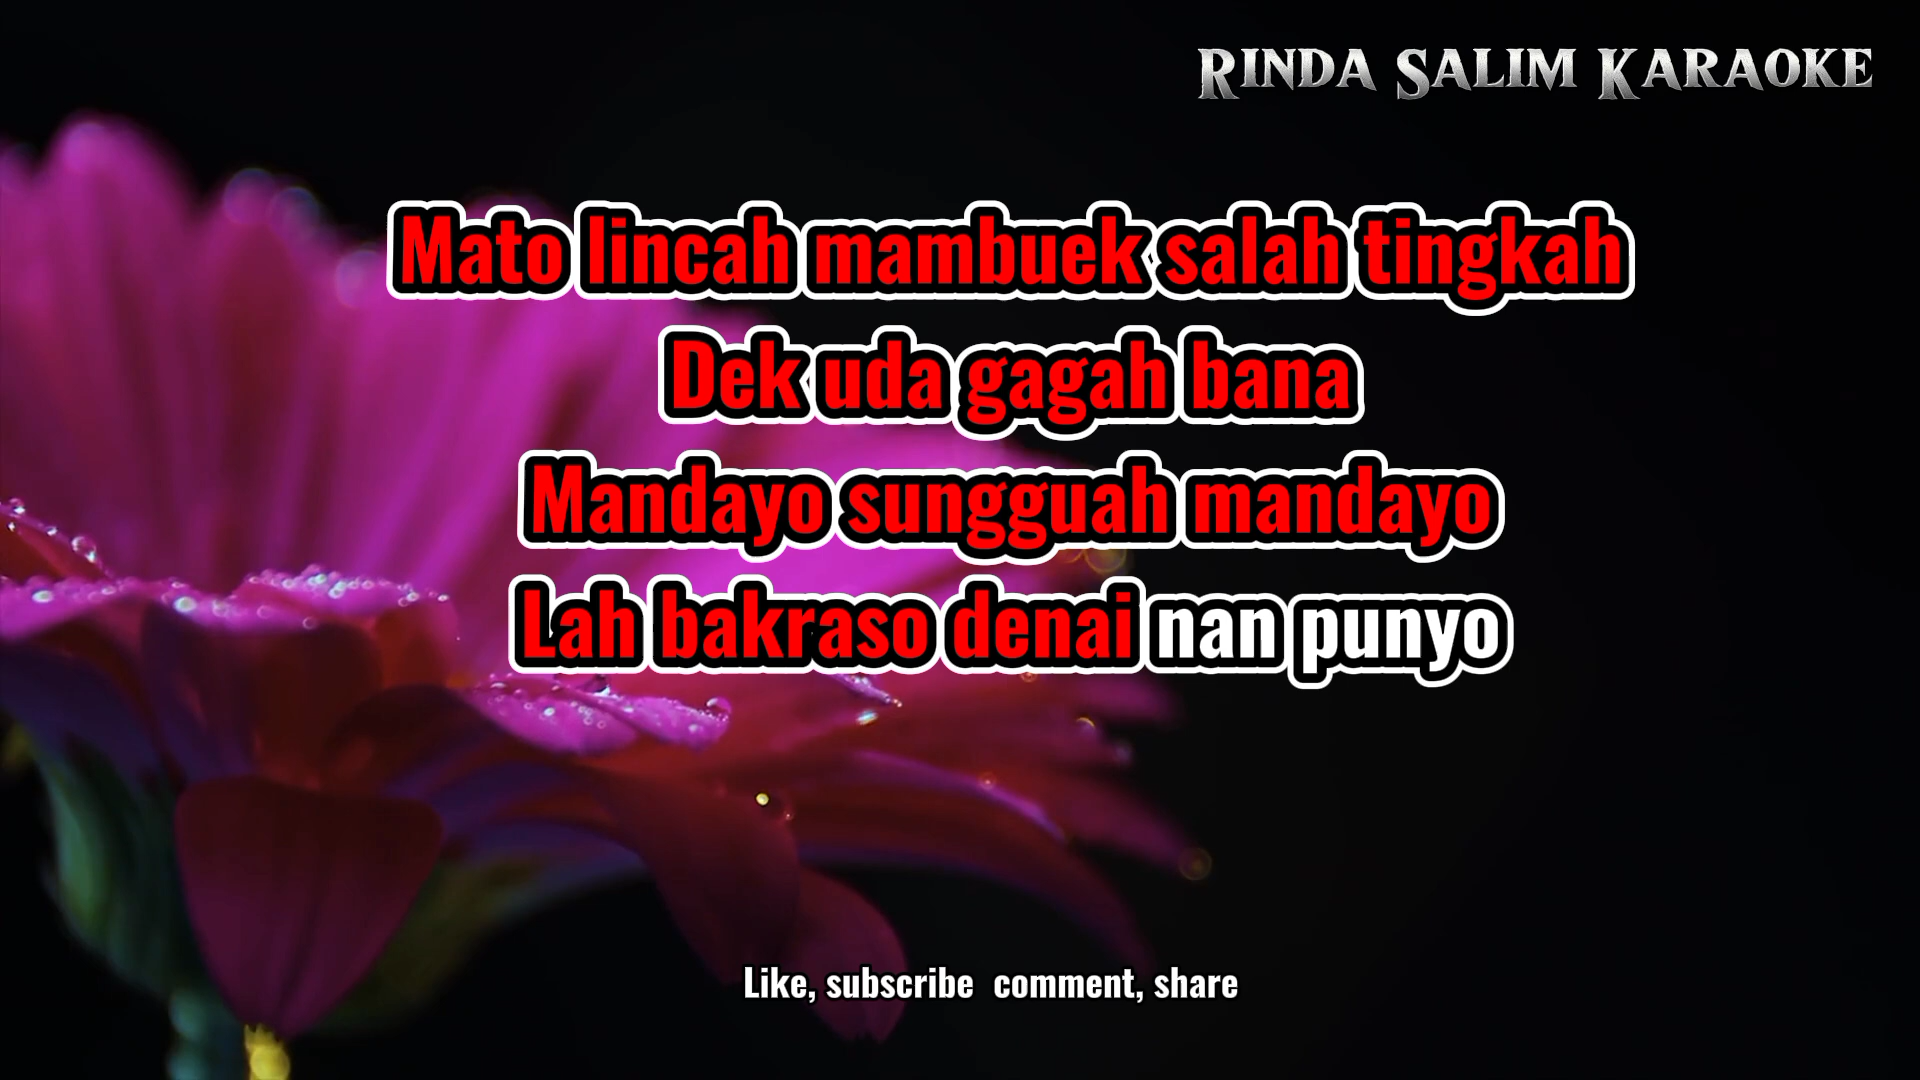 RINDA SALIM KARAOKE
Mato lincah mambuek salah tingkah
Dek uda gagah bana
Mandayo sungguah mandayo
Lah bakraso denai nan punyo
Like, subscribe  comment, share